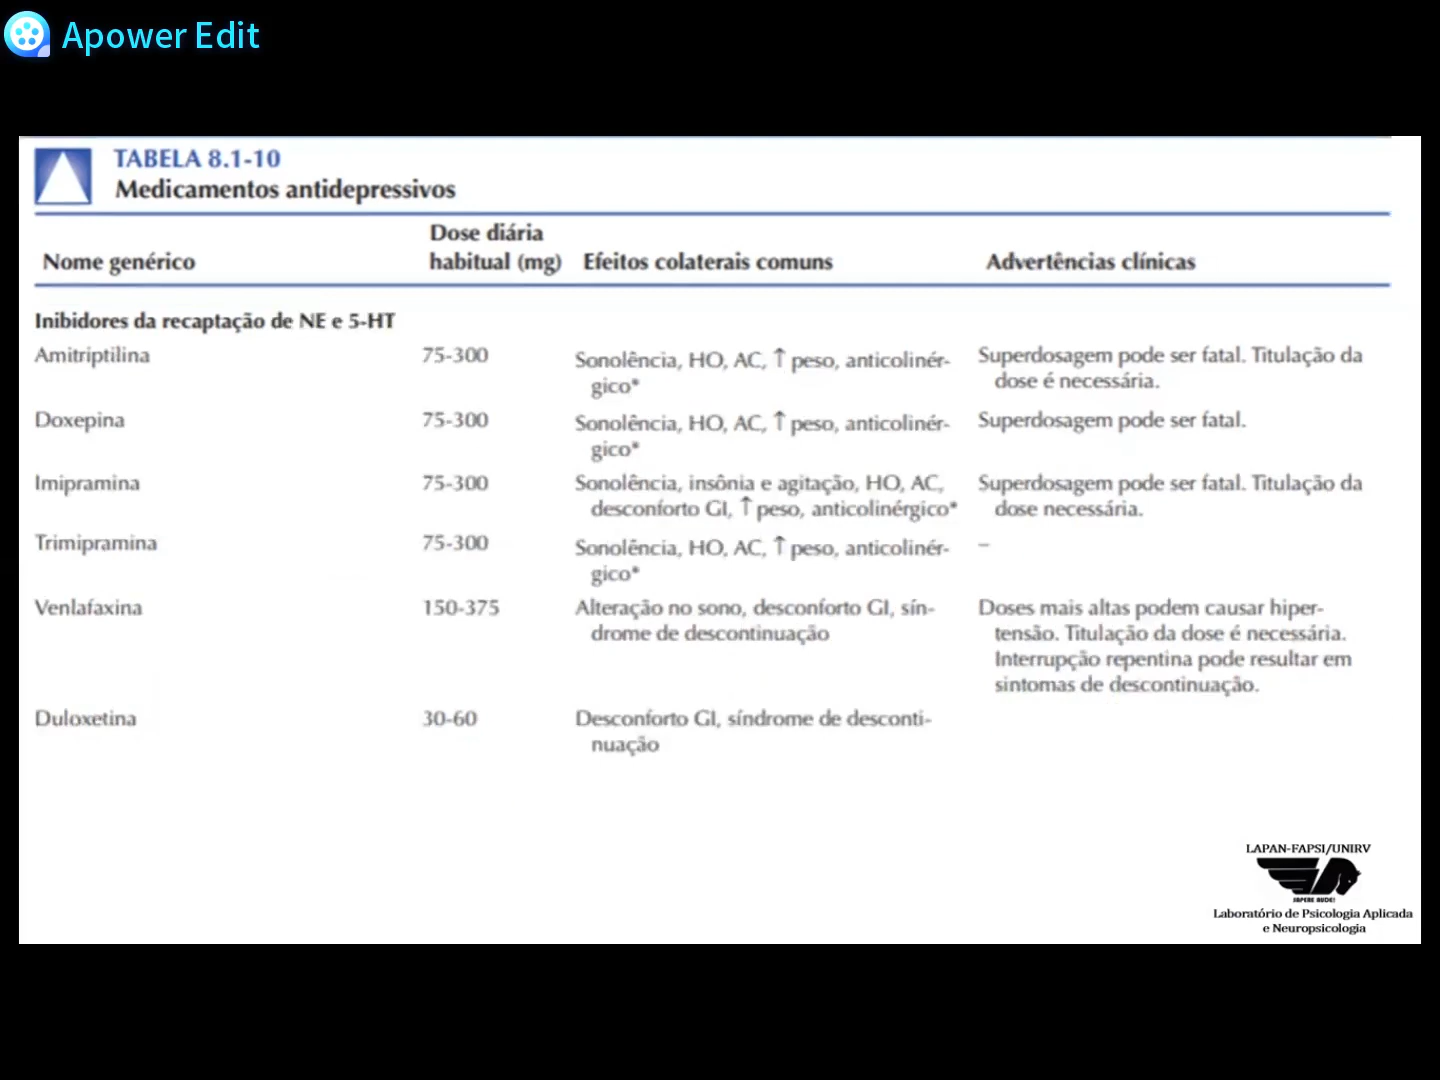 Apower Edit
TABELA 8.1-10
Medicamentos antidepressivos
Dose diária
Nome genérico habitual (mg) Efeitos colaterais comuns Advertências clínicas
Inibidores da recaptação de NE e 5-HT
Amitriptilina 75-300 Sonolência, HO, AC, ↑ peso, anticolinér- Superdosagem pode ser fatal. Titulação da
gico* dose é necessária.
Doxepina 75-300 Sonolência, HO, AC, ↑ peso, anticolinér- Superdosagem pode ser fatal.
gico*
Imipramina 75-300 Sonolência, insônia e agitação, HO, AC, Superdosagem pode ser fatal. Titulação da
desconforto GI, ↑ peso, anticolinérgico* dose necessária.
Trimipramina 75-300 Sonolência, HO, AC, ↑ peso, anticolinér- –
gico*
Venlafaxina 150-375 Alteração no sono, desconforto GI, sín- Doses mais altas podem causar hiper-
drome de descontinuação tensão. Titulação da dose é necessária.
Interrupção repentina pode resultar em
sintomas de descontinuação.
Duloxetina 30-60 Desconforto GI, síndrome de desconti-
nuação
LAPAN-FAPSI/UNIRV
SAPERE AUDE!
Laboratório de Psicologia Aplicada
e Neuropsicologia